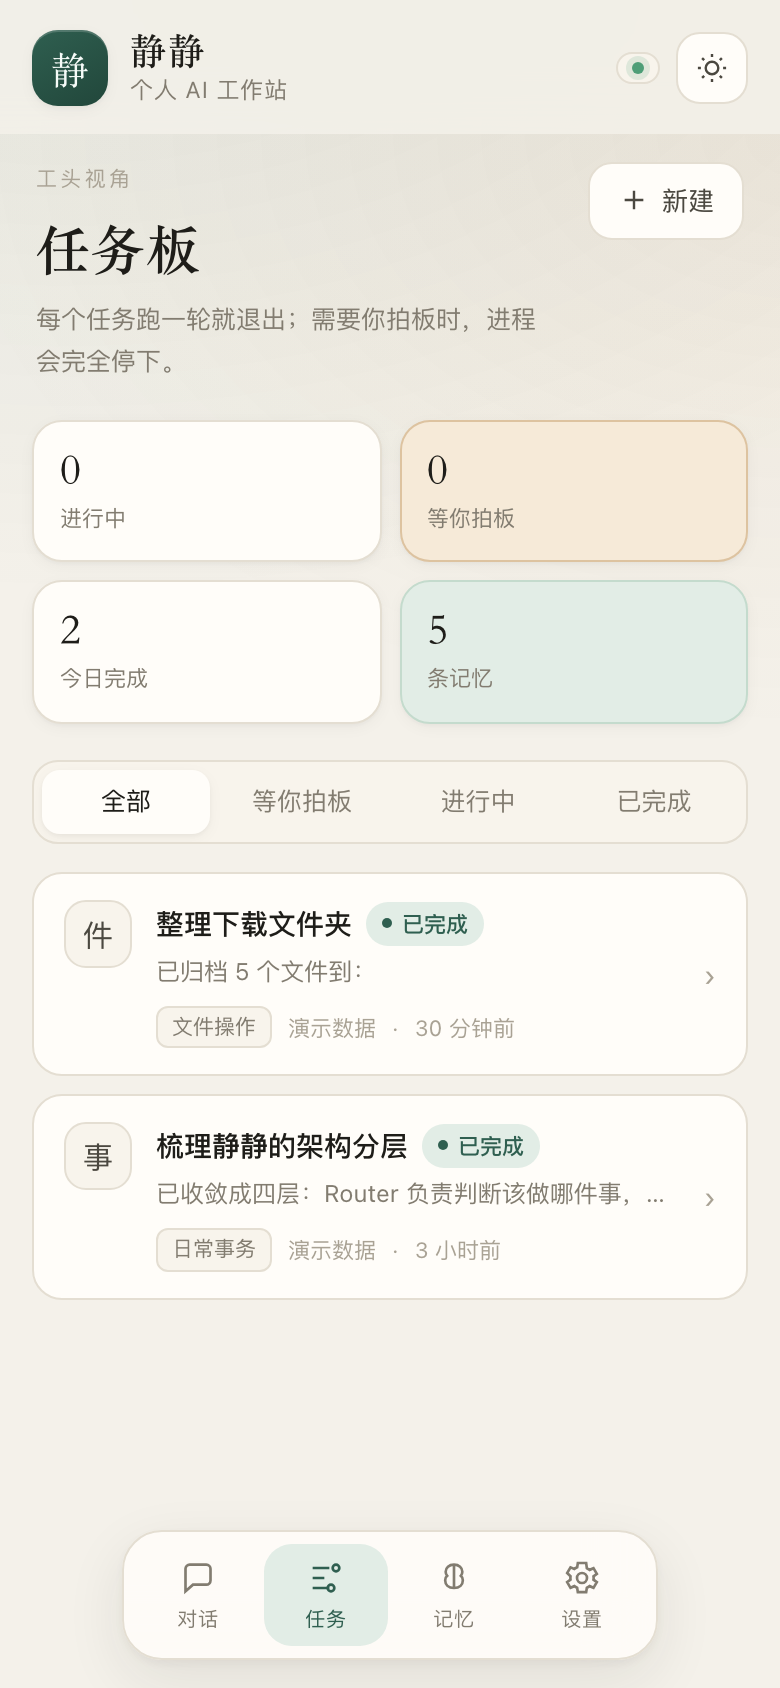 静
静静
个人 AI 工作站
工头视角
+ 新建
任务板
每个任务跑一轮就退出；需要你拍板时，进程
会完全停下。
0
进行中
0
等你拍板
2
今日完成
5
条记忆
全部 等你拍板 进行中 已完成
件
整理下载文件夹 已完成
已归档 5 个文件到：
文件操作 演示数据 · 30 分钟前
事
梳理静静的架构分层 已完成
已收敛成四层：Router 负责判断该做哪件事，...
日常事务 演示数据 · 3 小时前
对话 任务 记忆 设置